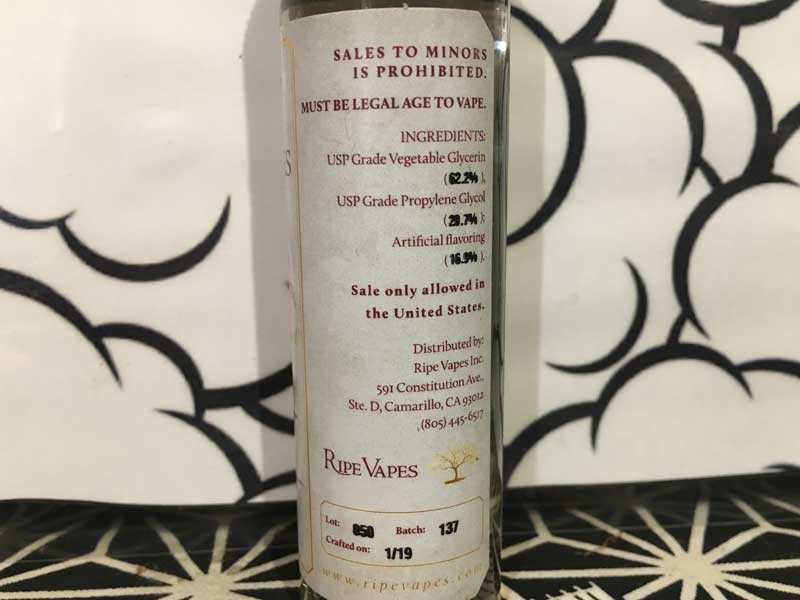 SALES TO MINORS
IS PROHIBITED.
MUST BE LEGAL AGE TO VAPE.
INGREDIENTS:
USP Grade Vegetable Glycerin
(62.2%),
USP Grade Propylene Glycol
(20.7%);
Artificial flavoring
(16.9%).
Sale only allowed in
the United States.
Distributed by:
Ripe Vapes Inc.
591 Constitution Ave.,
Ste. D, Camarillo, CA 93012
(805) 445-6517
RIPE VAPES
Lot: 050 Batch: 137
Crafted on: 1/19
www.ripevapes.com